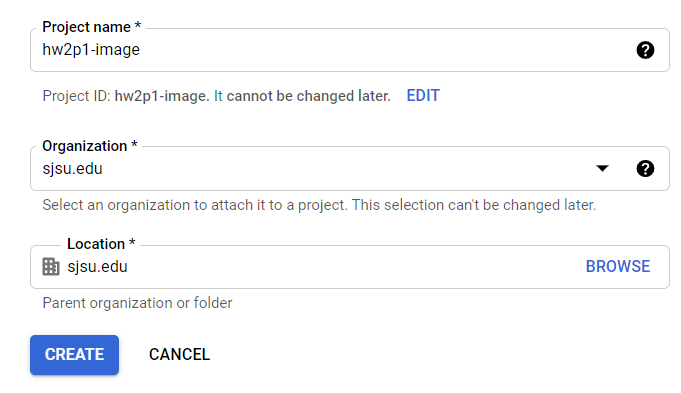 Project name *
hw2p1-image
Project ID: hw2p1-image. It cannot be changed later. EDIT
Organization *
sjsu.edu
Select an organization to attach it to a project. This selection can't be changed later.
Location *
sjsu.edu BROWSE
Parent organization or folder
CREATE CANCEL